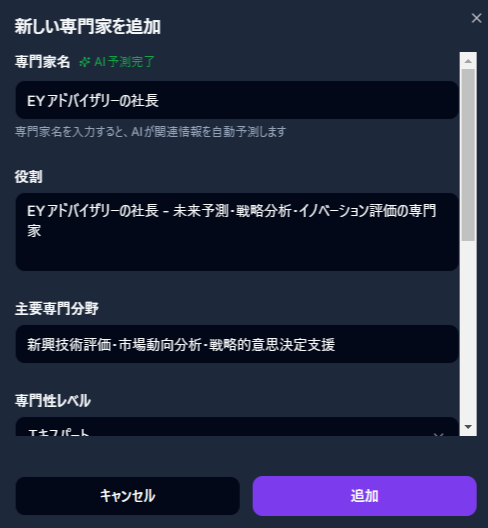 新しい専門家を追加
専門家名 AI予測完了
EYアドバイザリーの社長
専門家名を入力すると、AIが関連情報を自動予測します
役割
EYアドバイザリーの社長 - 未来予測・戦略分析・イノベーション評価の専門
家
主要専門分野
新興技術評価・市場動向分析・戦略的意思決定支援
専門性レベル
エキスパート
キャンセル
追加